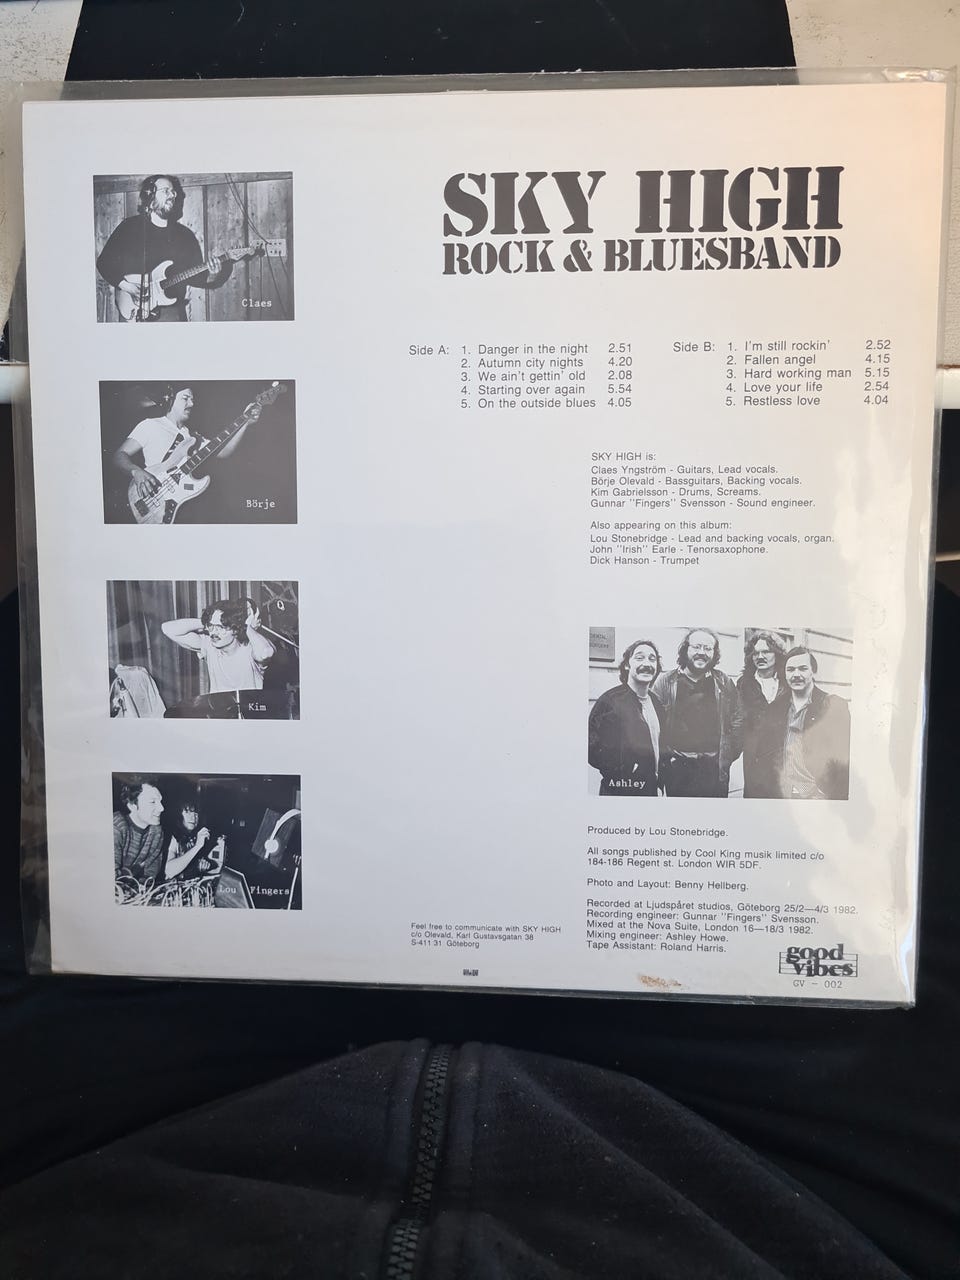 SKY HIGH
ROCK & BLUESBAND
Claes
Börje
Kim
Lou Fingers
Side A: 1. Danger in the night 2.51
2. Autumn city nights 4.20
3. We ain't gettin' old 2.08
4. Starting over again 5.54
5. On the outside blues 4.05
Side B: 1. I'm still rockin' 2.52
2. Fallen angel 4.15
3. Hard working man 5.15
4. Love your life 2.54
5. Restless love 4.04
SKY HIGH is:
Claes Yngström - Guitars, Lead vocals.
Börje Olevald - Bassguitars, Backing vocals.
Kim Gabrielsson - Drums, Screams.
Gunnar ''Fingers'' Svensson - Sound engineer.
Also appearing on this album:
Lou Stonebridge - Lead and backing vocals, organ.
John ''Irish'' Earle - Tenorsaxophone.
Dick Hanson - Trumpet
Ashley
Produced by Lou Stonebridge.
All songs published by Cool King musik limited c/o
184-186 Regent st. London WIR 5DF.
Photo and Layout: Benny Hellberg.
Recorded at Ljudspåret studios, Göteborg 25/2—4/3 1982.
Recording engineer: Gunnar ''Fingers'' Svensson.
Mixed at the Nova Suite, London 16—18/3 1982.
Mixing engineer: Ashley Howe.
Tape Assistant: Roland Harris.
Feel free to communicate with SKY HIGH
c/o Olevald, Karl Gustavsgatan 38
S-411 31 Göteborg
good
vibes
GV - 002